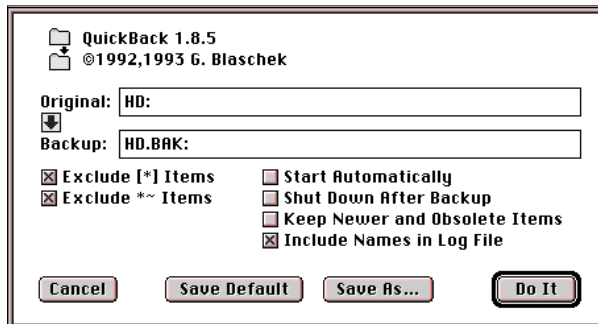 QuickBack 1.8.5
©1992,1993 G. Blaschek
Original: HD:
Backup: HD.BAK:
Exclude [*] Items
Exclude *~ Items
Start Automatically
Shut Down After Backup
Keep Newer and Obsolete Items
Include Names in Log File
Cancel
Save Default
Save As...
Do It